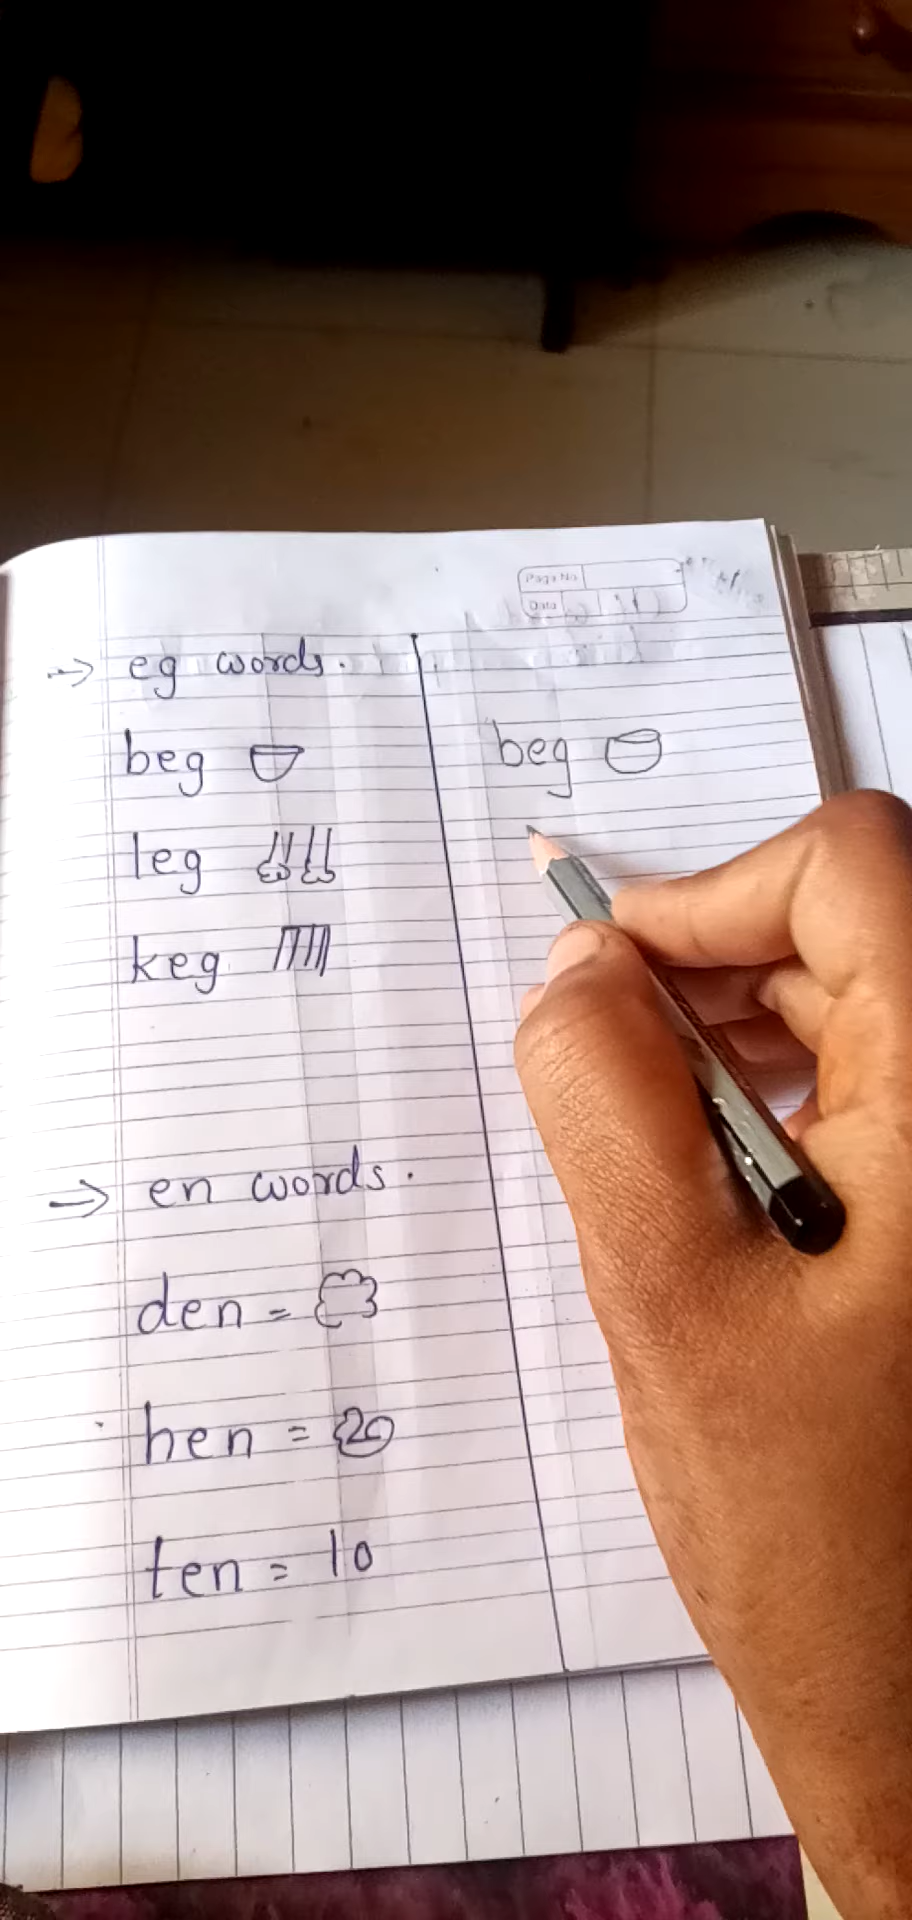 Page No
Date
eg words.
beg
leg
keg
en words.
den =
hen =
ten = 10
beg